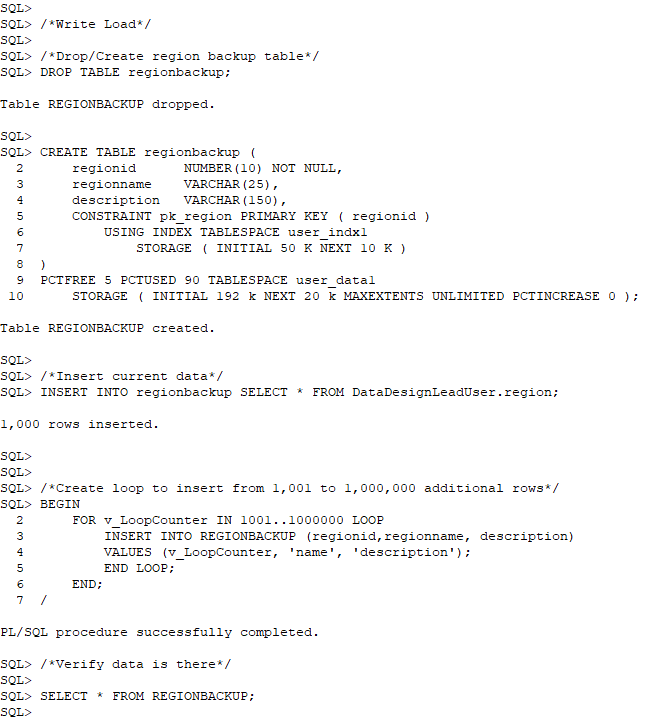 SQL>
SQL> /*Write Load*/
SQL>
SQL> /*Drop/Create region backup table*/
SQL> DROP TABLE regionbackup;
Table REGIONBACKUP dropped.
SQL>
SQL> CREATE TABLE regionbackup (
2 regionid NUMBER(10) NOT NULL,
3 regionname VARCHAR(25),
4 description VARCHAR(150),
5 CONSTRAINT pk_region PRIMARY KEY ( regionid )
6 USING INDEX TABLESPACE user_indx1
7 STORAGE ( INITIAL 50 K NEXT 10 K )
8 )
9 PCTFREE 5 PCTUSED 90 TABLESPACE user_data1
10 STORAGE ( INITIAL 192 k NEXT 20 k MAXEXTENTS UNLIMITED PCTINCREASE 0 );
Table REGIONBACKUP created.
SQL>
SQL> /*Insert current data*/
SQL> INSERT INTO regionbackup SELECT * FROM DataDesignLeadUser.region;
1,000 rows inserted.
SQL>
SQL>
SQL> /*Create loop to insert from 1,001 to 1,000,000 additional rows*/
SQL> BEGIN
2 FOR v_LoopCounter IN 1001..1000000 LOOP
3 INSERT INTO REGIONBACKUP (regionid,regionname, description)
4 VALUES (v_LoopCounter, 'name', 'description');
5 END LOOP;
6 END;
7 /
PL/SQL procedure successfully completed.
SQL> /*Verify data is there*/
SQL>
SQL> SELECT * FROM REGIONBACKUP;
SQL>